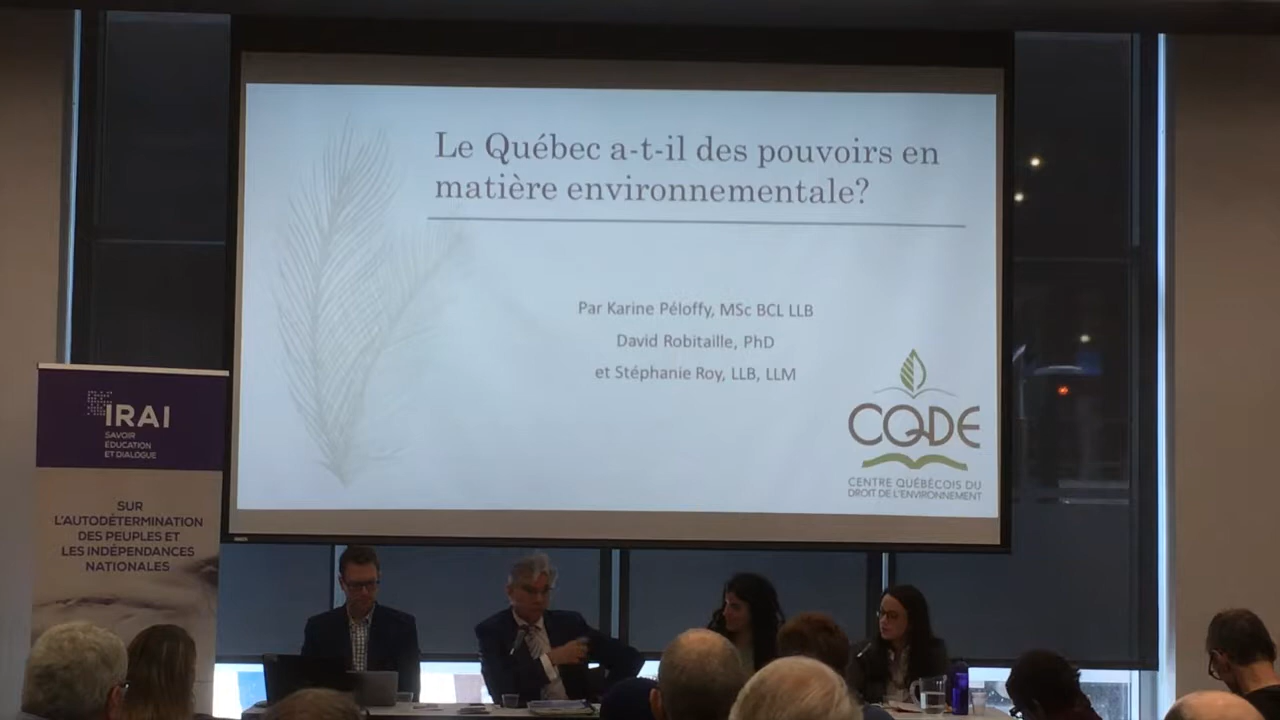 Le Québec a-t-il des pouvoirs en
matière environnementale?
Par Karine Péloffy, MSc BCL LLB
David Robitaille, PhD
et Stéphanie Roy, LLB, LLM
CQDE
CENTRE QUÉBÉCOIS DU
DROIT DE L'ENVIRONNEMENT
IRAI
SAVOIR
ÉDUCATION
ET DIALOGUE
SUR
L'AUTODÉTERMINATION
DES PEUPLES ET
LES INDÉPENDANCES
NATIONALES